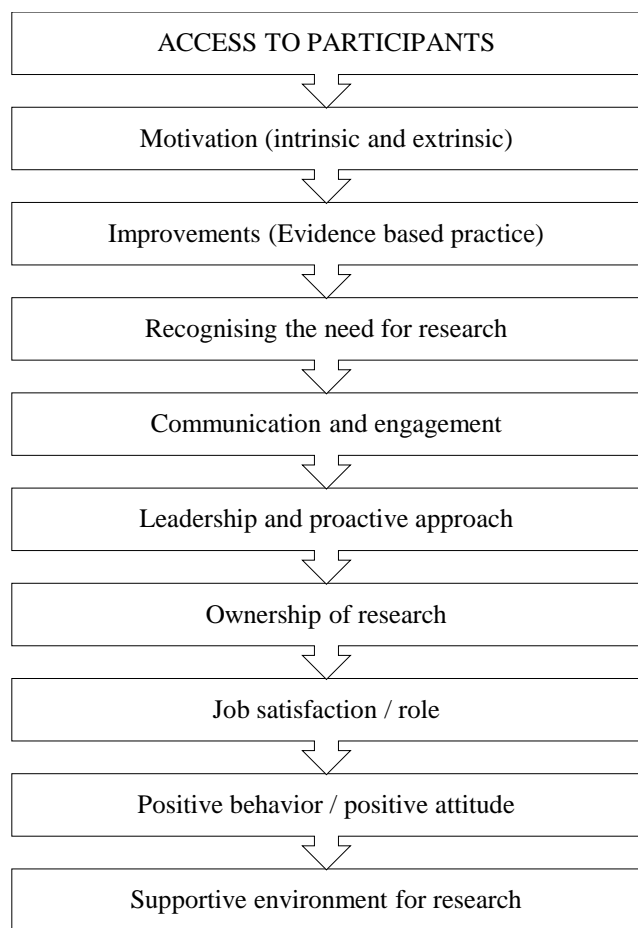 ACCESS TO PARTICIPANTS
Motivation (intrinsic and extrinsic)
Improvements (Evidence based practice)
Recognising the need for research
Communication and engagement
Leadership and proactive approach
Ownership of research
Job satisfaction / role
Positive behavior / positive attitude
Supportive environment for research